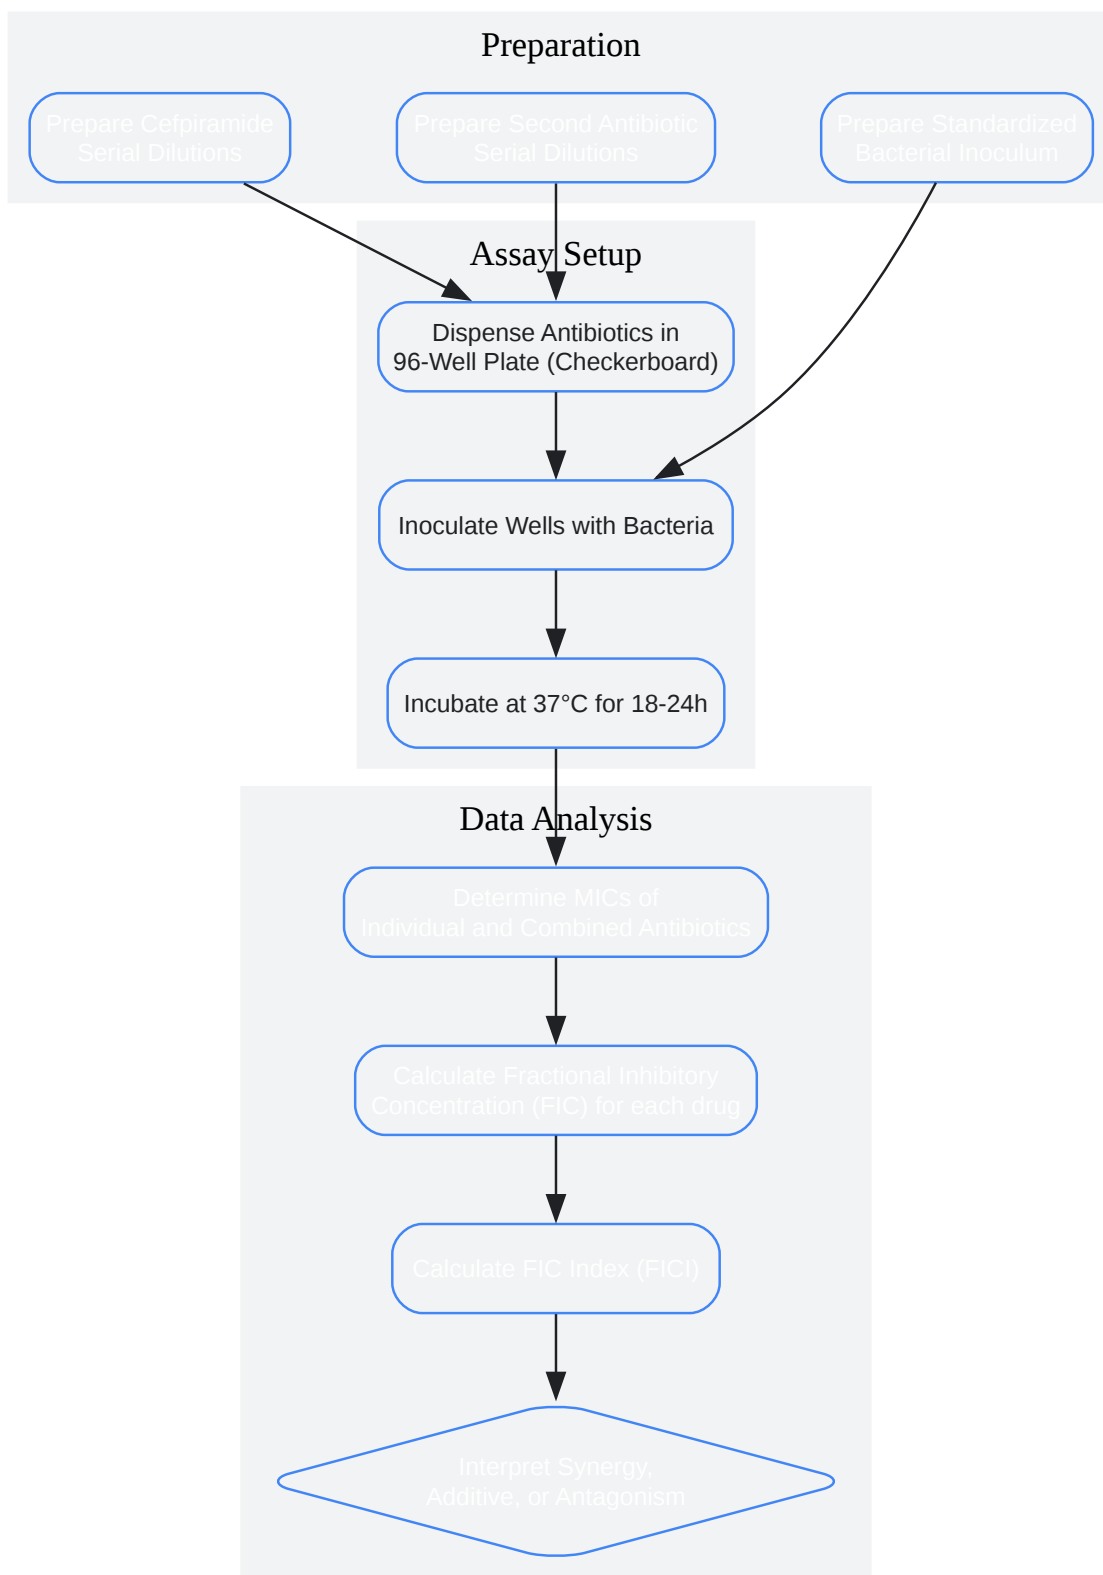 Preparation
Prepare Cefpiramide
Serial Dilutions
Prepare Second Antibiotic
Serial Dilutions
Prepare Standardized
Bacterial Inoculum
Assay Setup
Dispense Antibiotics in
96-Well Plate (Checkerboard)
Inoculate Wells with Bacteria
Incubate at 37°C for 18-24h
Data Analysis
Determine MICs of
Individual and Combined Antibiotics
Calculate Fractional Inhibitory
Concentration (FIC) for each drug
Calculate FIC Index (FICI)
Interpret Synergy,
Additive, or Antagonism